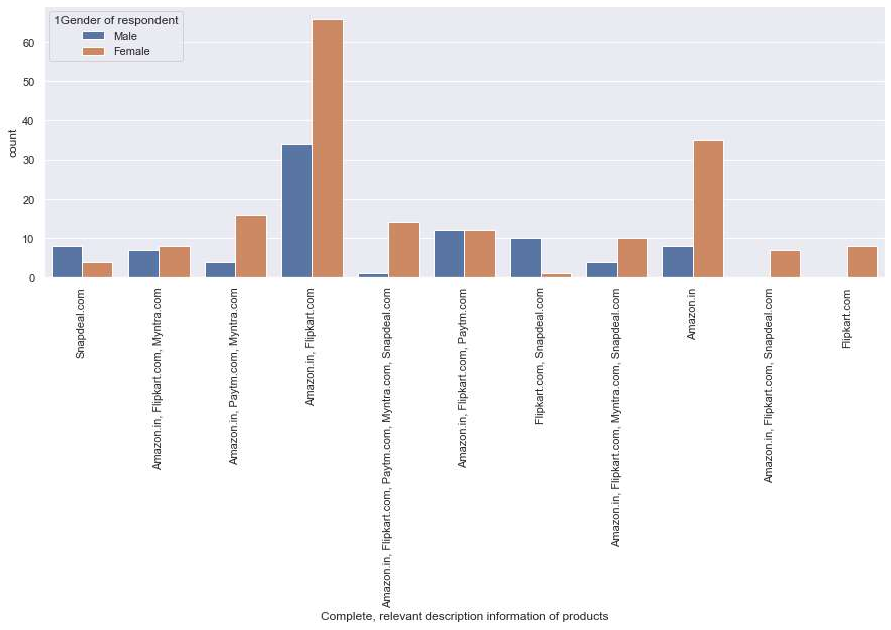 1Gender of respondent
Male
Female
count
60
50
40
30
20
10
0
Snapdeal.com
Amazon.in, Flipkart.com, Myntra.com
Amazon.in, Paytm.com, Myntra.com
Amazon.in, Flipkart.com
Amazon.in, Flipkart.com, Paytm.com, Myntra.com, Snapdeal.com
Amazon.in, Flipkart.com, Paytm.com
Flipkart.com, Snapdeal.com
Amazon.in, Flipkart.com, Myntra.com, Snapdeal.com
Amazon.in
Amazon.in, Flipkart.com, Snapdeal.com
Flipkart.com
Complete, relevant description information of products